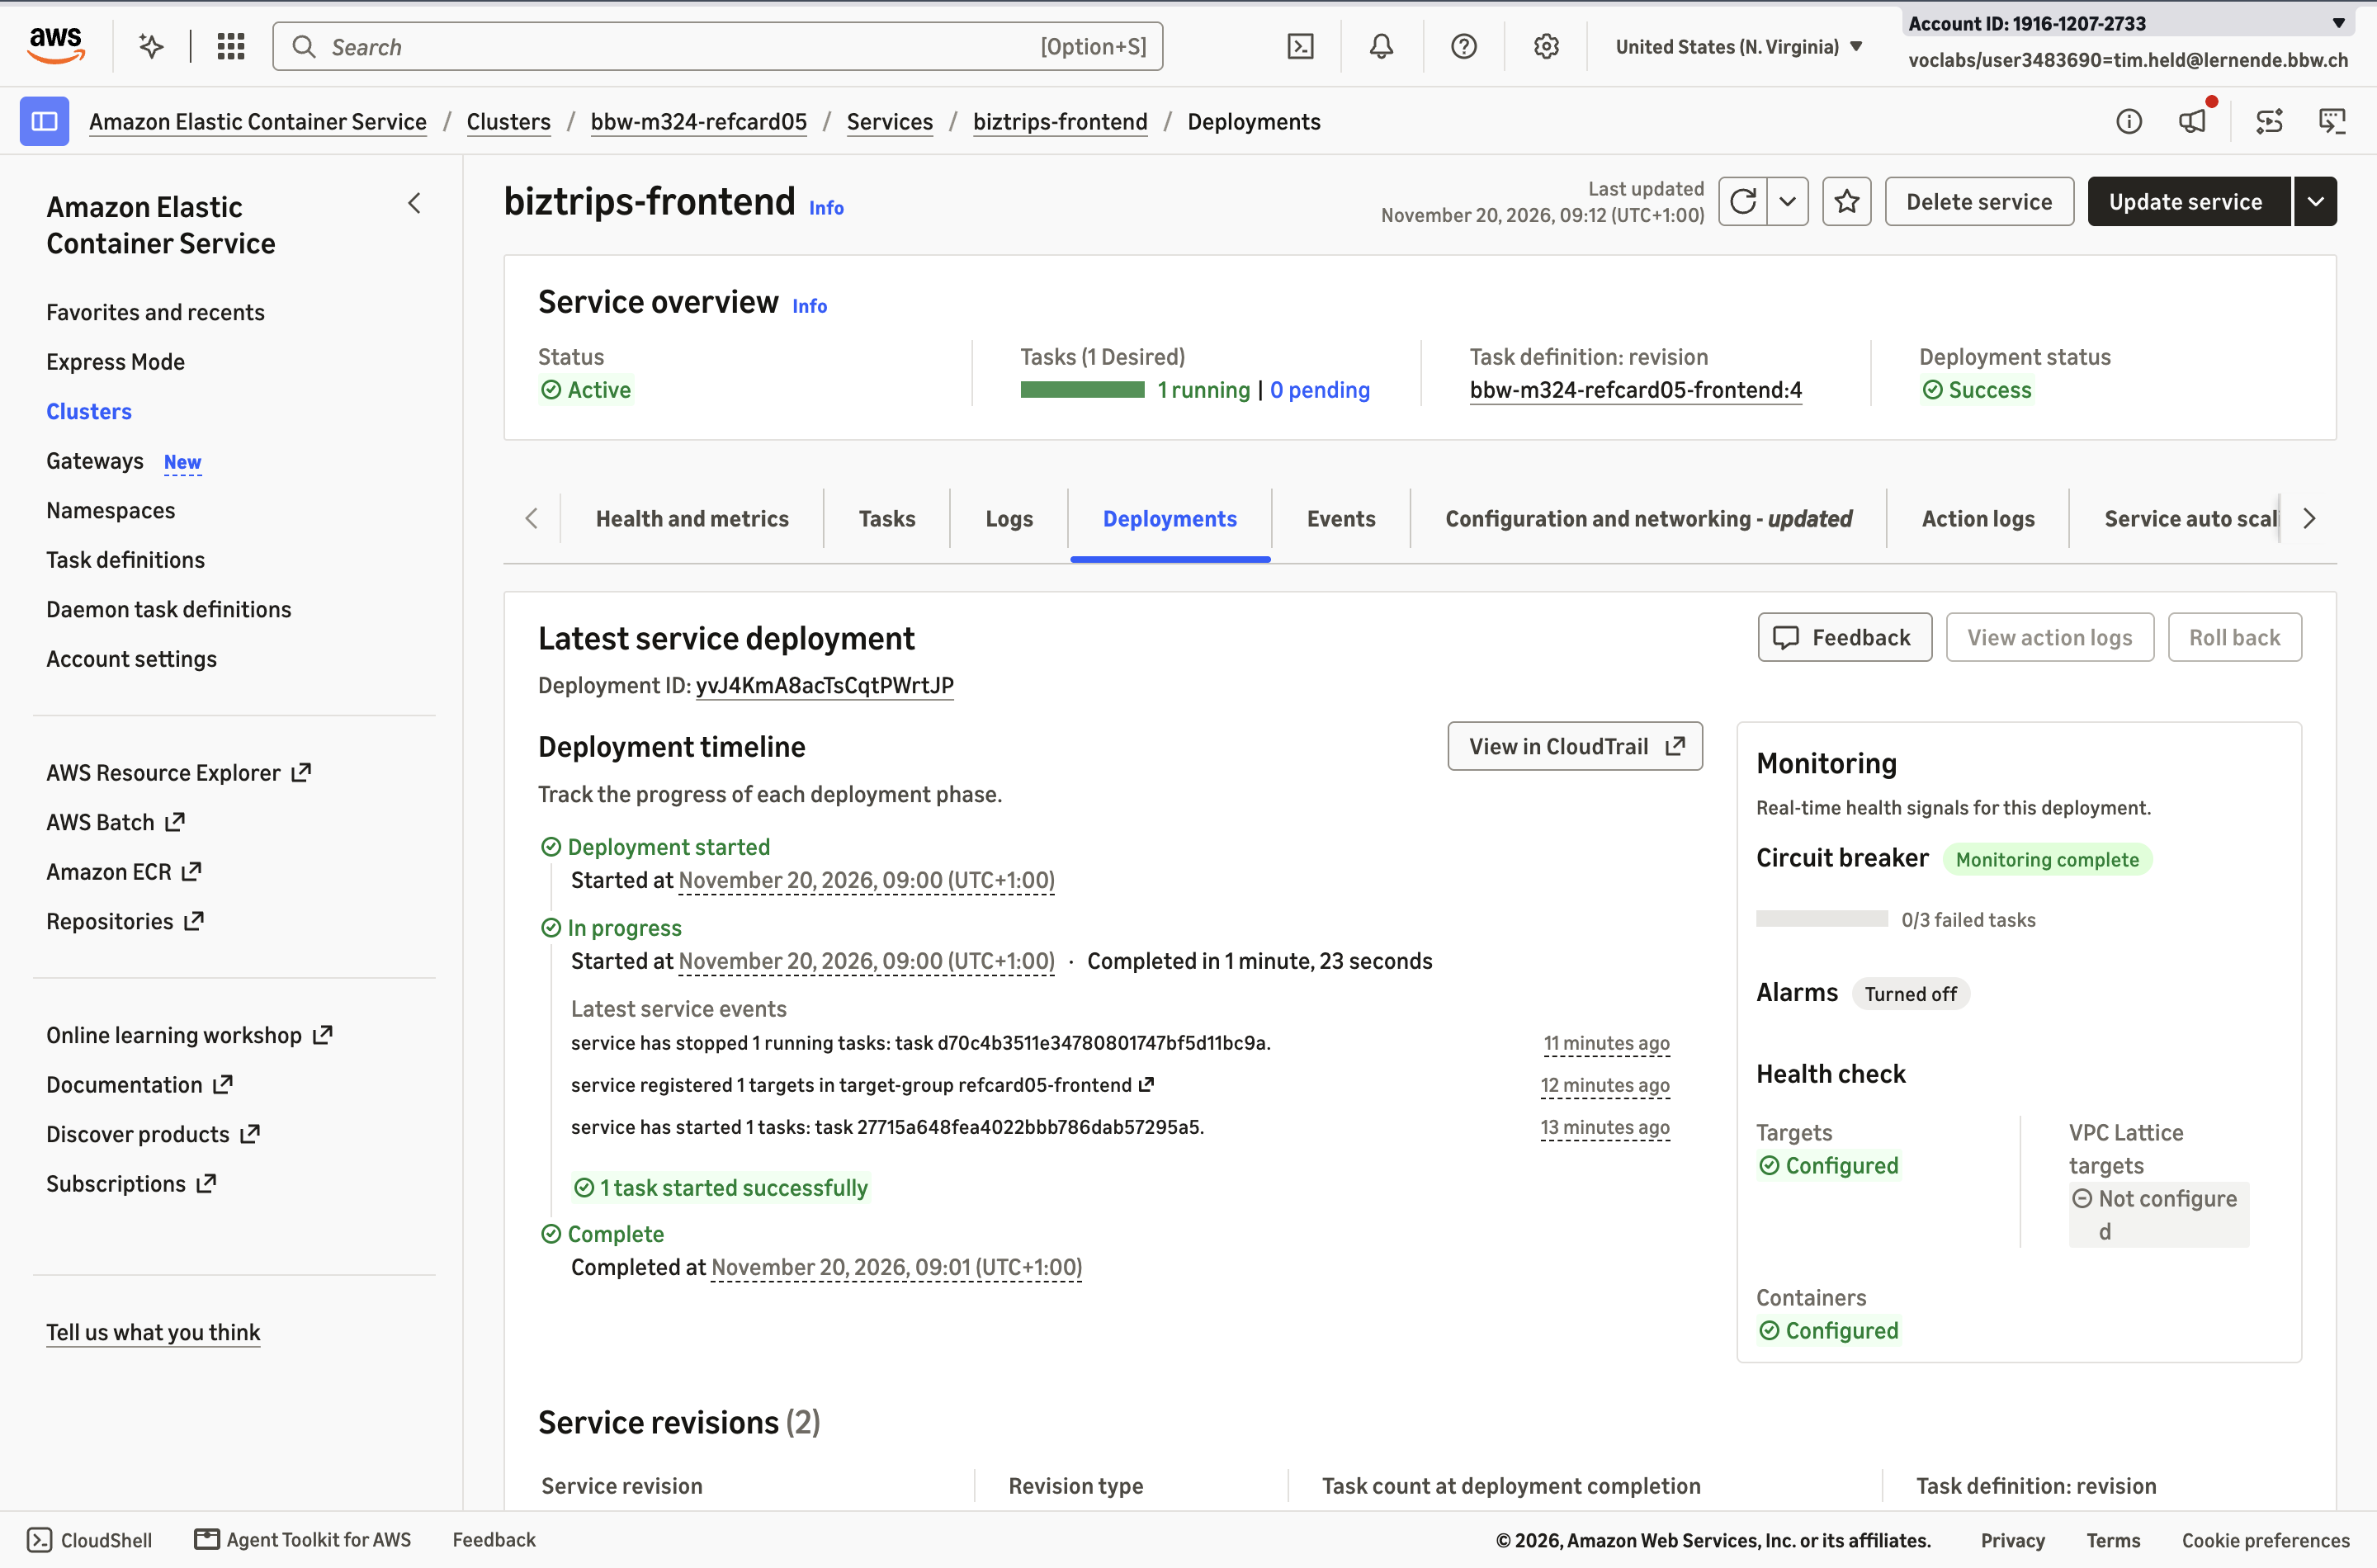 aws
Search
[Option+S]
United States (N. Virginia)
Account ID: 1916-1207-2733
voclabs/user3483690=tim.held@lernende.bbw.ch
Amazon Elastic Container Service / Clusters / bbw-m324-refcard05 / Services / biztrips-frontend / Deployments
Amazon Elastic
Container Service
Favorites and recents
Express Mode
Clusters
Gateways New
Namespaces
Task definitions
Daemon task definitions
Account settings
AWS Resource Explorer
AWS Batch
Amazon ECR
Repositories
Online learning workshop
Documentation
Discover products
Subscriptions
Tell us what you think
biztrips-frontend Info
Last updated
November 20, 2026, 09:12 (UTC+1:00)
Delete service
Update service
Service overview Info
Status
Active
Tasks (1 Desired)
1 running | 0 pending
Task definition: revision
bbw-m324-refcard05-frontend:4
Deployment status
Success
Health and metrics
Tasks
Logs
Deployments
Events
Configuration and networking - updated
Action logs
Service auto scali
Latest service deployment
Feedback
View action logs
Roll back
Deployment ID: yvJ4KmA8acTsCqtPWrtJP
Deployment timeline
View in CloudTrail
Track the progress of each deployment phase.
Deployment started
Started at November 20, 2026, 09:00 (UTC+1:00)
In progress
Started at November 20, 2026, 09:00 (UTC+1:00) · Completed in 1 minute, 23 seconds
Latest service events
service has stopped 1 running tasks: task d70c4b3511e34780801747bf5d11bc9a.
11 minutes ago
service registered 1 targets in target-group refcard05-frontend
12 minutes ago
service has started 1 tasks: task 27715a648fea4022bbb786dab57295a5.
13 minutes ago
1 task started successfully
Complete
Completed at November 20, 2026, 09:01 (UTC+1:00)
Monitoring
Real-time health signals for this deployment.
Circuit breaker Monitoring complete
0/3 failed tasks
Alarms Turned off
Health check
Targets
Configured
VPC Lattice
targets
Not configure
d
Containers
Configured
Service revisions (2)
Service revision
Revision type
Task count at deployment completion
Task definition: revision
CloudShell
Agent Toolkit for AWS
Feedback
© 2026, Amazon Web Services, Inc. or its affiliates.
Privacy
Terms
Cookie preferences